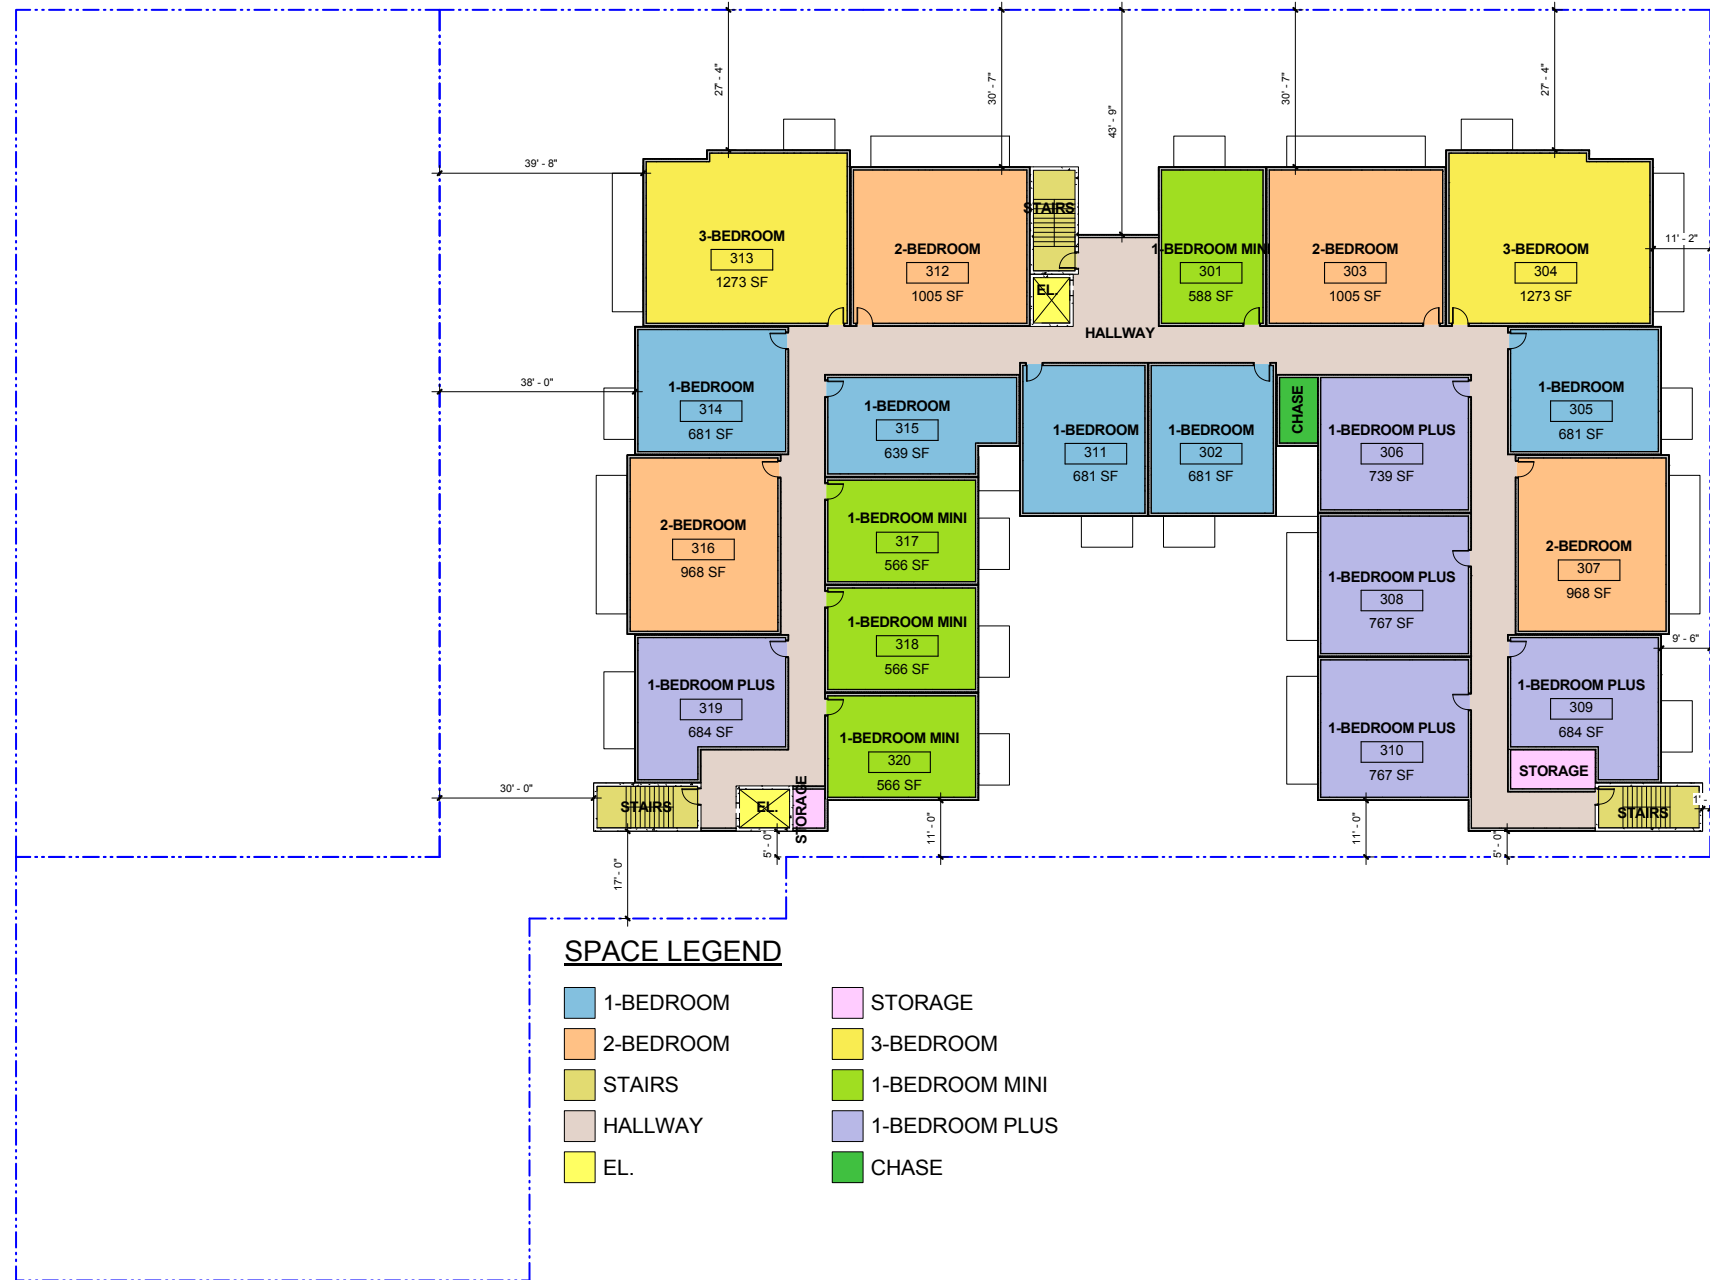 27' - 4"
30' - 7"
43' - 9"
30' - 7"
27' - 4"
39' - 8"
11' - 2"
3-BEDROOM
313
1273 SF
2-BEDROOM
312
1005 SF
STAIRS
EL.
1-BEDROOM MINI
301
588 SF
2-BEDROOM
303
1005 SF
3-BEDROOM
304
1273 SF
HALLWAY
38' - 0"
1-BEDROOM
314
681 SF
1-BEDROOM
315
639 SF
1-BEDROOM
311
681 SF
1-BEDROOM
302
681 SF
CHASE
1-BEDROOM PLUS
306
739 SF
1-BEDROOM
305
681 SF
2-BEDROOM
316
968 SF
1-BEDROOM MINI
317
566 SF
1-BEDROOM MINI
318
566 SF
1-BEDROOM PLUS
308
767 SF
2-BEDROOM
307
968 SF
9' - 6"
1-BEDROOM PLUS
319
684 SF
1-BEDROOM MINI
320
566 SF
1-BEDROOM PLUS
310
767 SF
1-BEDROOM PLUS
309
684 SF
STORAGE
30' - 0"
STAIRS
EL.
STORAGE
STAIRS
1' -
17' - 0"
5' - 0"
11' - 0"
11' - 0"
5' - 0"
SPACE LEGEND
1-BEDROOM
2-BEDROOM
STAIRS
HALLWAY
EL.
STORAGE
3-BEDROOM
1-BEDROOM MINI
1-BEDROOM PLUS
CHASE